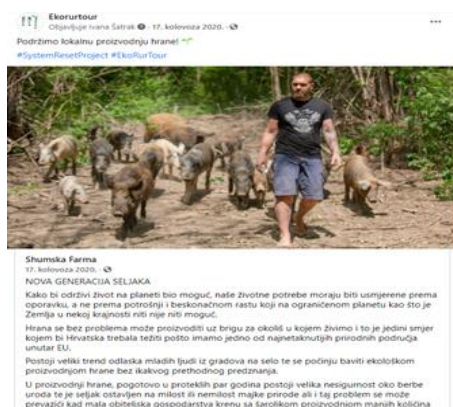 Ekorurtour
Objavljuje Ivana Šatrak · 17. kolovoza 2020. ·
Podržimo lokalnu proizvodnju hrane!
#SystemResetProject #EkoRurTour
Shumska Farma
17. kolovoza 2020. ·
NOVA GENERACIJA SELJAKA
Kako bi održivi život na planeti bio moguć, naše životne potrebe moraju biti usmjerene prema
oporavku, a ne prema potrošnji i beskonačnom rastu koji na ograničenom planetu kao što je
Zemlja u nekoj krajnosti niti nije niti moguć.
Hrana se bez problema može proizvoditi uz brigu za okoliš u kojem živimo i to je jedini smjer
kojem bi Hrvatska trebala težiti pošto imamo jedno od najnetaknutijih prirodnih područja
unutar EU.
Postoji veliki trend odlaska mladih ljudi iz gradova na selo te se počinju baviti ekološkom
proizvodnjom hrane bez ikakvog prethodnog predznanja.
U proizvodnji hrane, pogotovo u proteklih par godina postoji velika nesigurnost oko berbe
uroda te je seljak ostavljen na milost ili nemilost majke prirode ali i taj problem se može
prevazići kad mala obiteljska gospodarstva krenu sa šarolikom proizvodnjom manjih količina